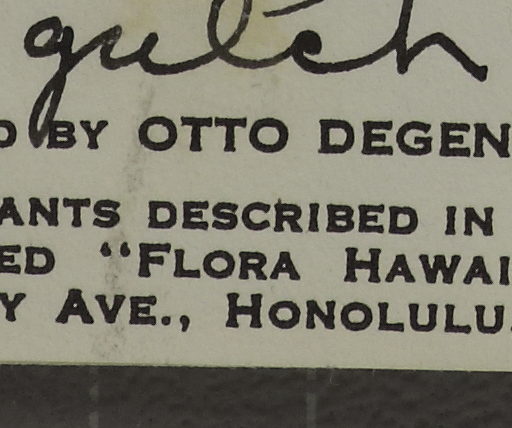 gulch
D BY OTTO DEGEN
ANTS DESCRIBED IN
ED "FLORA HAWAI
Y AVE., HONOLULU.